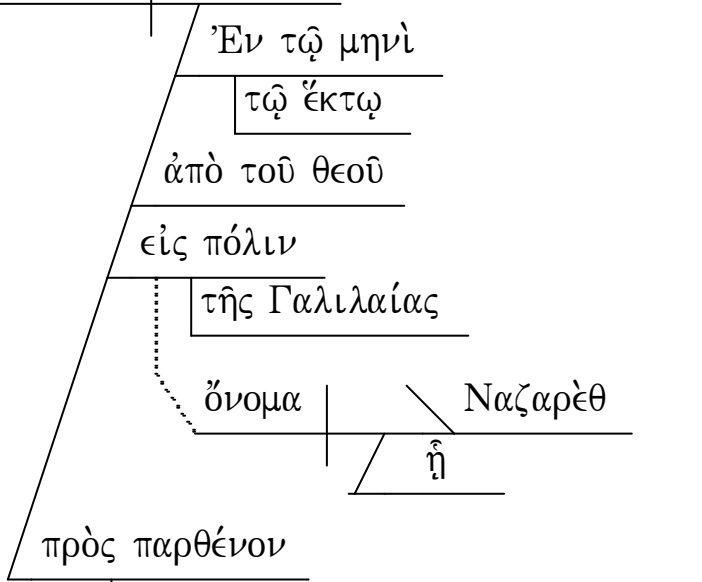 Ἐν τῷ μηνὶ
τῷ ἕκτῳ
ἀπὸ τοῦ θεοῦ
εἰς πόλιν
τῆς Γαλιλαίας
ὄνομα Ναζαρὲθ
ᾗ
πρὸς παρθένον